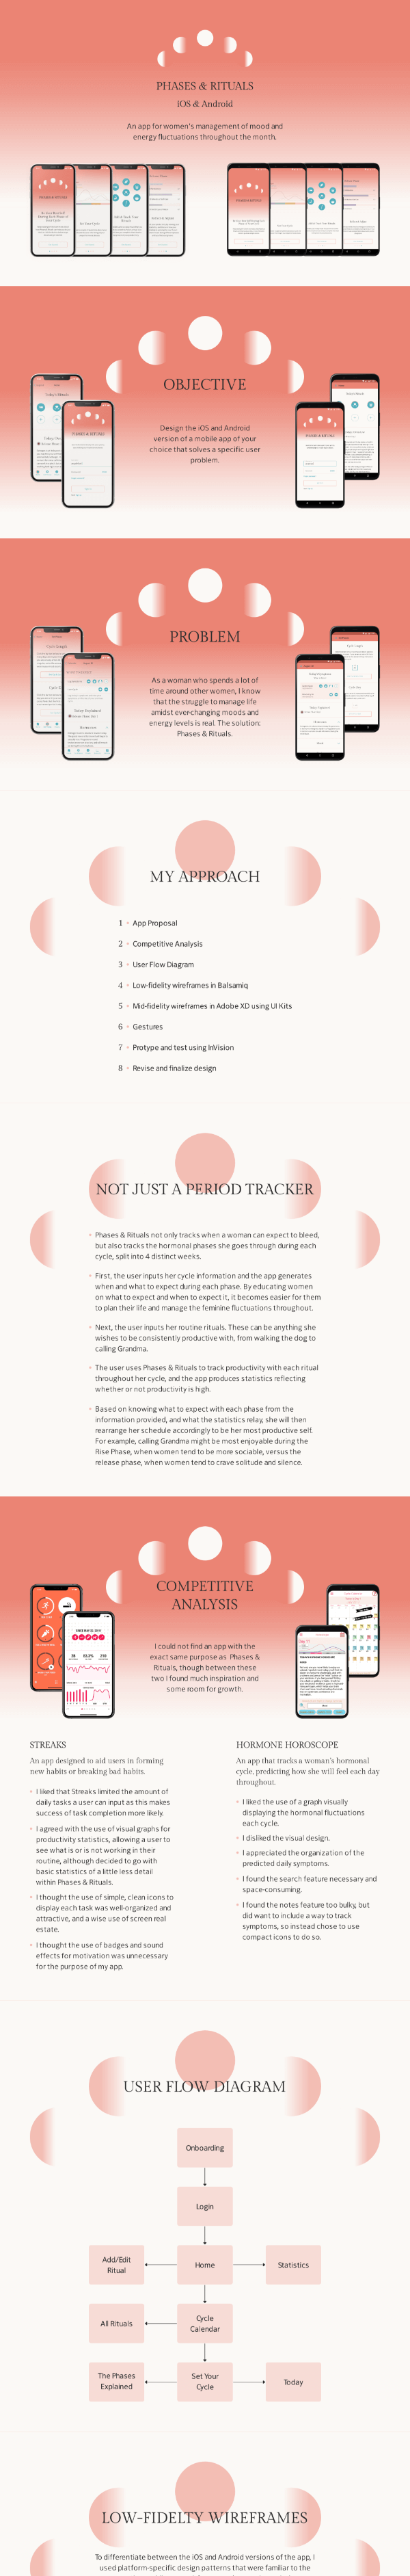 PHASES & RITUALS
iOS & Android
An app for women's management of mood and
energy fluctuations throughout the month.
OBJECTIVE
Design the iOS and Android
version of a mobile app of your
choice that solves a specific user
problem.
PROBLEM
As a woman who spends a lot of
time around other women, I know
that the struggle to manage life
amidst ever-changing moods and
energy levels is real. The solution:
Phases & Rituals.
MY APPROACH
1 • App Proposal
2 • Competitive Analysis
3 • User Flow Diagram
4 • Low-fidelity wireframes in Balsamiq
5 • Mid-fidelity wireframes in Adobe XD using UI Kits
6 • Gestures
7 • Protype and test using InVision
8 • Revise and finalize design
NOT JUST A PERIOD TRACKER
• Phases & Rituals not only tracks when a woman can expect to bleed,
but also tracks the hormonal phases she goes through during each
cycle, split into 4 distinct weeks.
• First, the user inputs her cycle information and the app generates
when and what to expect during each phase. By educating women
on what to expect and when to expect it, it becomes easier for them
to plan their life and manage the feminine fluctuations throughout.
• Next, the user inputs her routine rituals. These can be anything she
wishes to be consistently productive with, from walking the dog to
calling Grandma.
• The user uses Phases & Rituals to track productivity with each ritual
throughout her cycle, and the app produces statistics reflecting
whether or not productivity is high.
• Based on knowing what to expect with each phase from the
information provided, and what the statistics relay, she will then
rearrange her schedule accordingly to be her most productive self.
For example, calling Grandma might be most enjoyable during the
Rise Phase, when women tend to be more sociable, versus the
release phase, when women tend to crave solitude and silence.
COMPETITIVE
ANALYSIS
I could not find an app with the
exact same purpose as Phases &
Rituals, though between these
two I found much inspiration and
some room for growth.
STREAKS
An app designed to aid users in forming
new habits or breaking bad habits.
• I liked that Streaks limited the amount of
daily tasks a user can input as this makes
success of task completion more likely.
• I agreed with the use of visual graphs for
productivity statistics, allowing a user to
see what is or is not working in their
routine, although decided to go with
basic statistics of a little less detail
within Phases & Rituals.
• I thought the use of simple, clean icons to
display each task was well-organized and
attractive, and a wise use of screen real
estate.
• I thought the use of badges and sound
effects for motivation was unnecessary
for the purpose of my app.
HORMONE HOROSCOPE
An app that tracks a woman's hormonal
cycle, predicting how she will feel each day
throughout.
• I liked the use of a graph visually
displaying the hormonal fluctuations
each cycle.
• I disliked the visual design.
• I appreciated the organization of the
predicted daily symptoms.
• I found the search feature necessary and
space-consuming.
• I found the notes feature too bulky, but
did want to include a way to track
symptoms, so instead chose to use
compact icons to do so.
USER FLOW DIAGRAM
Onboarding
Login
Add/Edit
Ritual
Home
Statistics
All Rituals
Cycle
Calendar
The Phases
Explained
Set Your
Cycle
Today
LOW-FIDELTY WIREFRAMES
To differentiate between the iOS and Android versions of the app, I
used platform-specific design patterns that were familiar to the